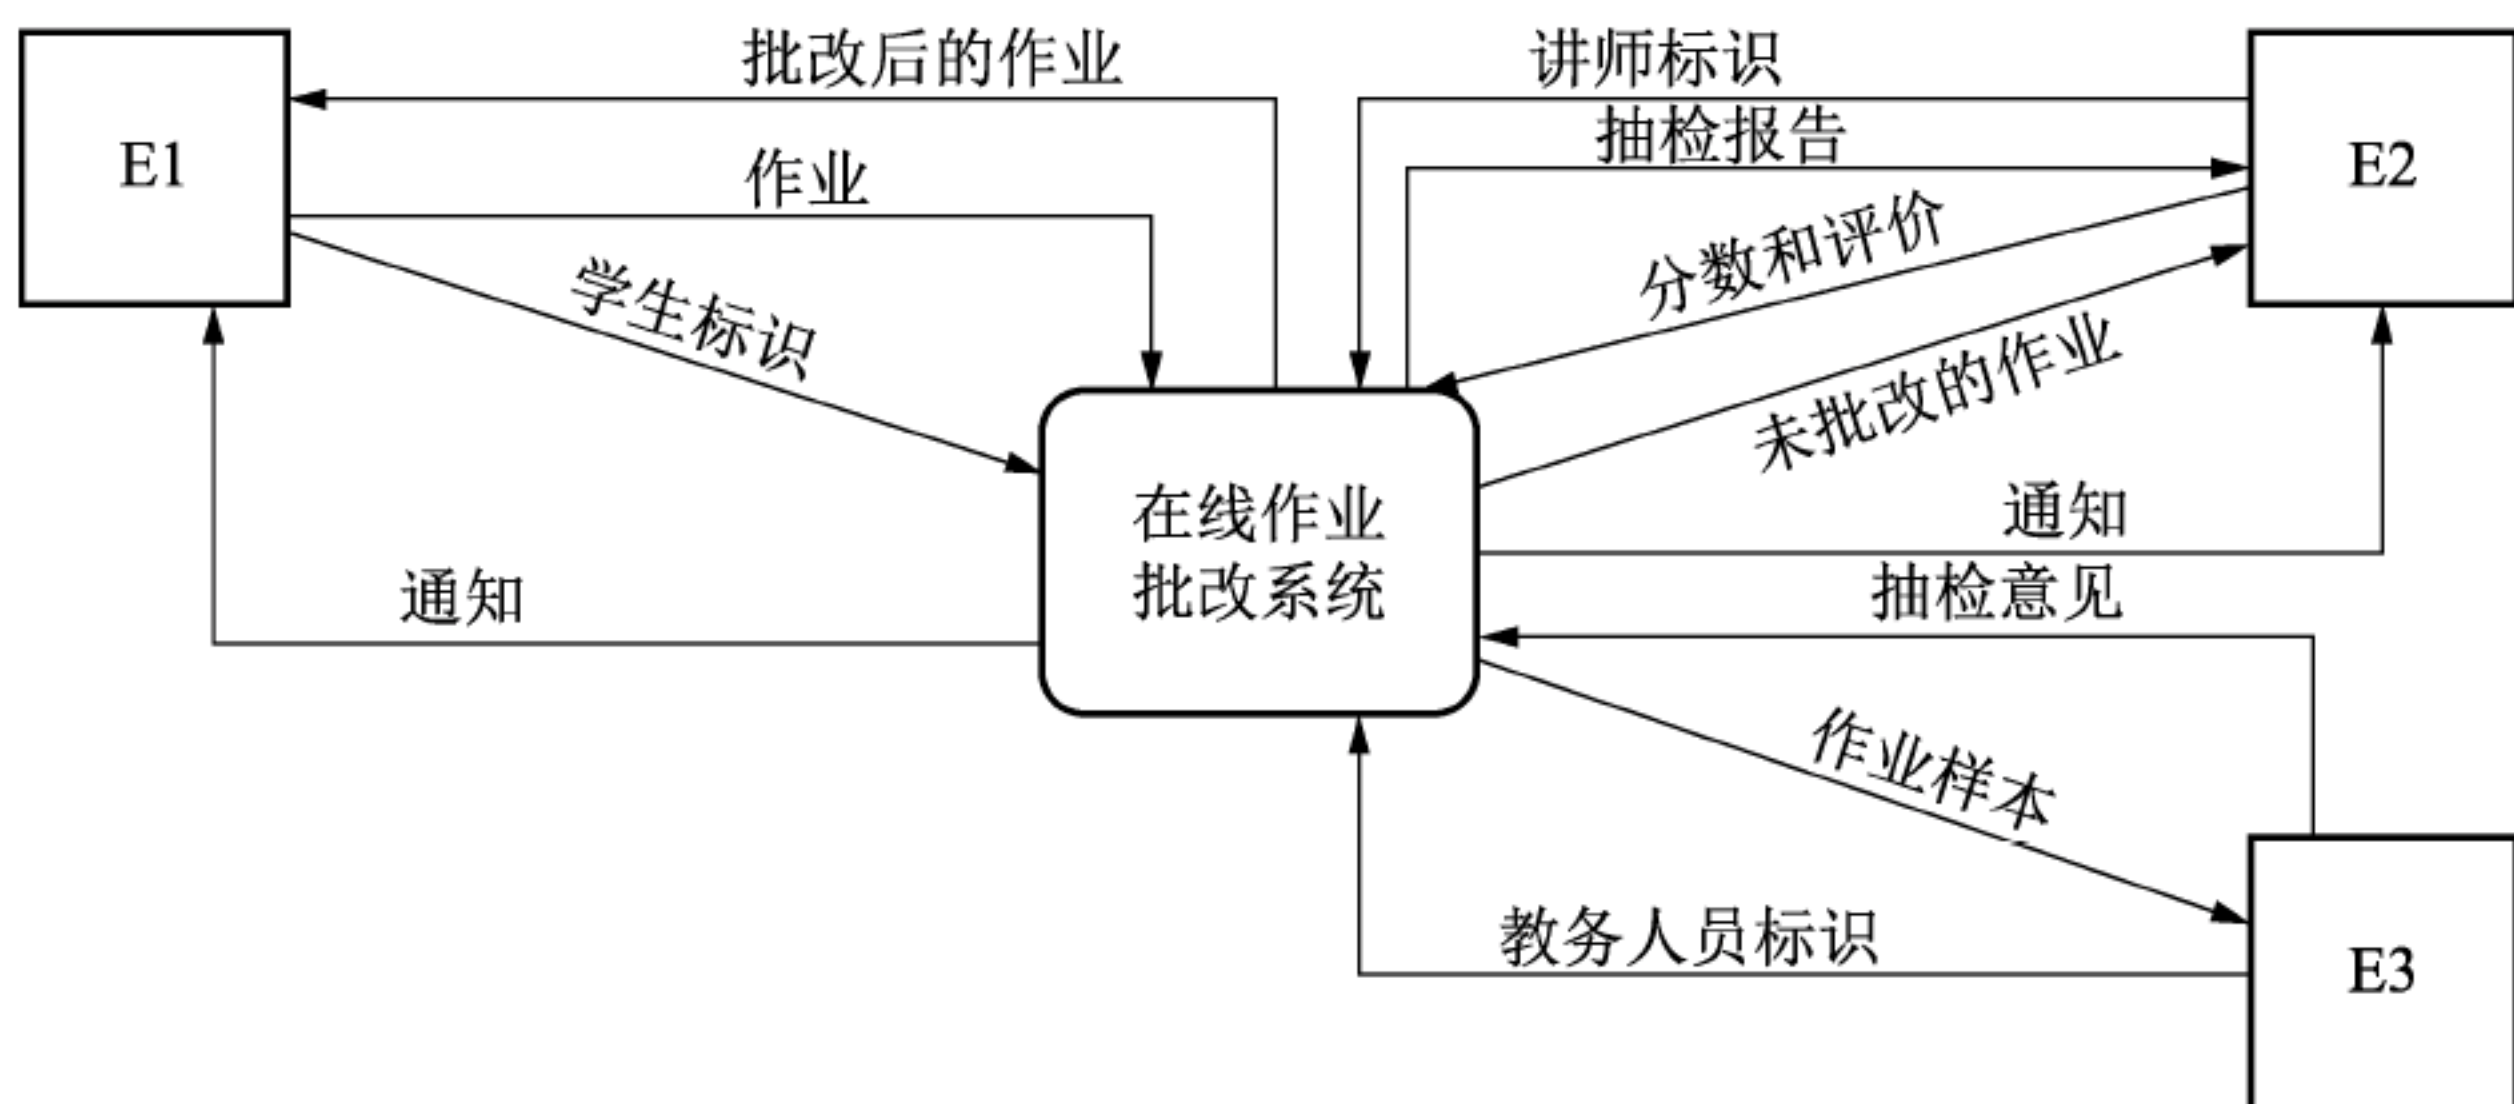 批改后的作业
讲师标识
抽检报告
E1
作业
E2
分数和评价
学生标识
未批改的作业
在线作业
批改系统
通知
通知
抽检意见
作业样本
教务人员标识
E3